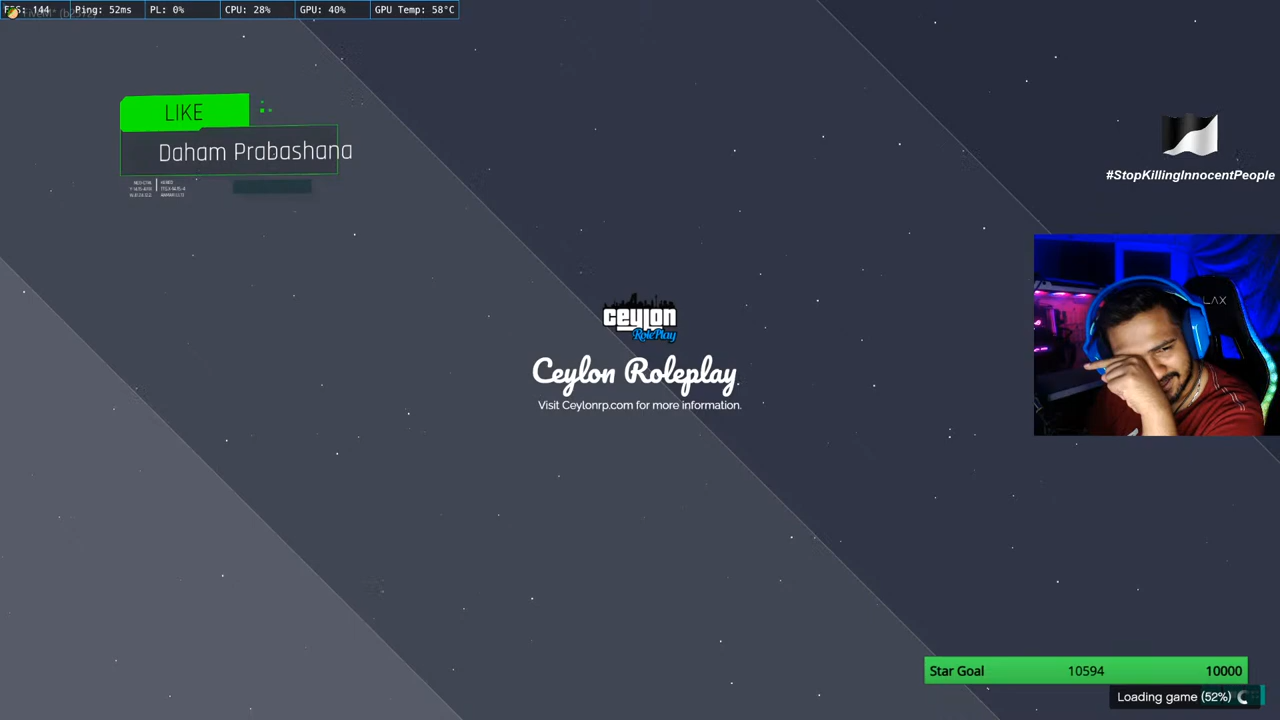 FPS: 144 Ping: 52ms PL: 0% CPU: 28% GPU: 40% GPU Temp: 58°C
LIKE
Daham Prabashana
#StopKillingInnocentPeople
LAX
ceylon
RolePlay
Ceylon Roleplay
Visit Ceylonrp.com for more information.
Star Goal 10594 10000
Loading game (52%)